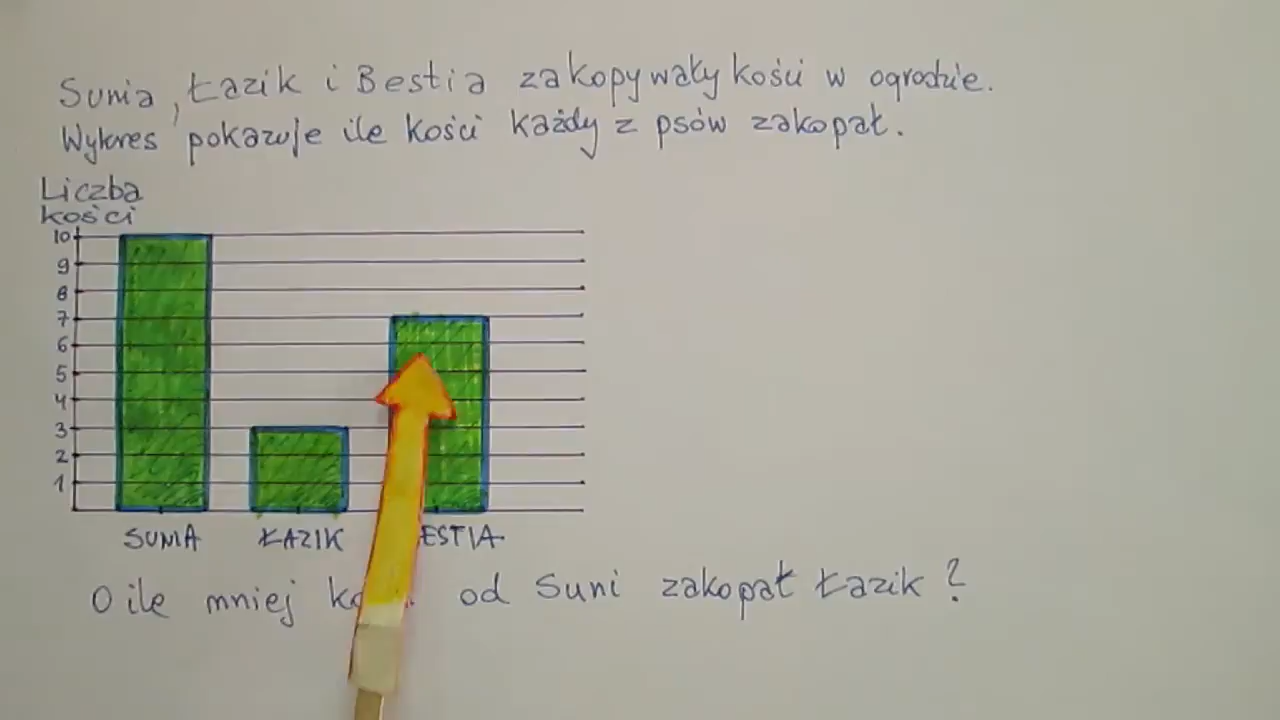 Sunia, Łazik i Bestia zakopywały kości w ogrodzie.
Wykres pokazuje ile kości każdy z psów zakopał.
Liczba
kości
10
9
8
7
6
5
4
3
2
1
SUNIA ŁAZIK ESTIA
O ile mniej od Suni zakopał Łazik?